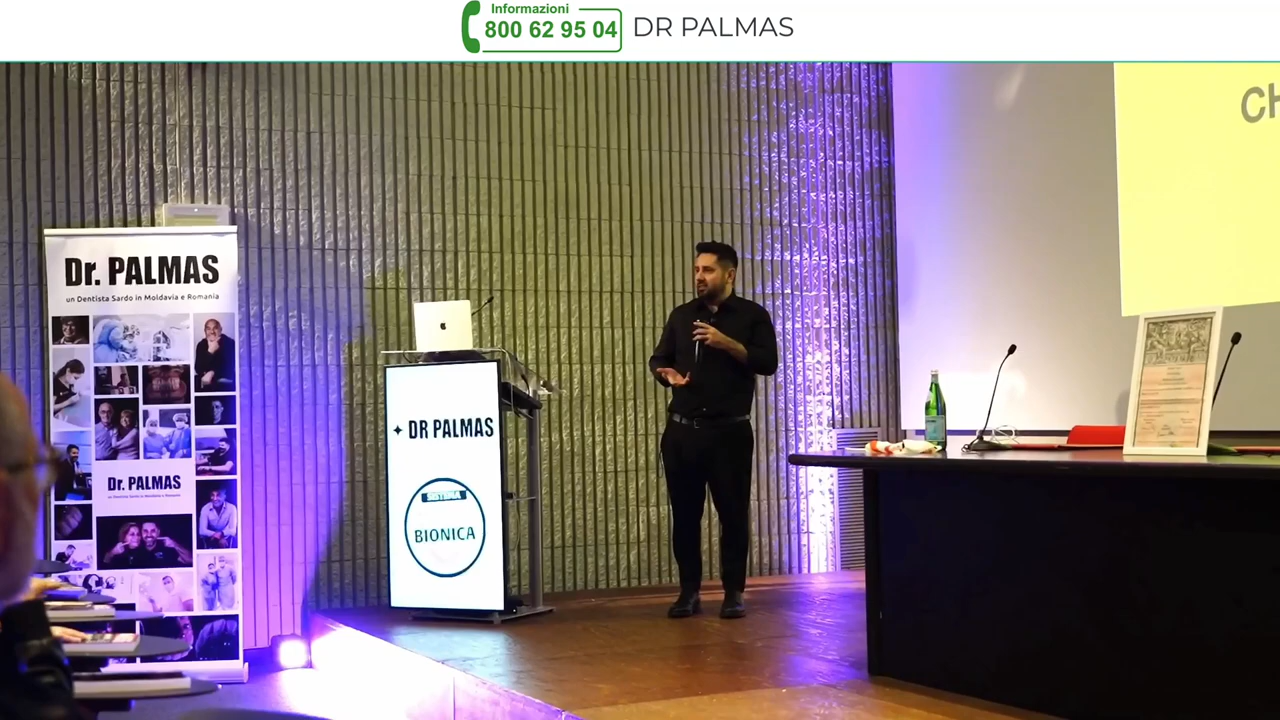 Informazioni
800 62 95 04
DR PALMAS
CH
Dr. PALMAS
un Dentista Sardo in Moldavia e Romania
DR PALMAS
SISTEMA
BIONICA
Dr. PALMAS
un Dentista Sardo in Moldavia e Romania